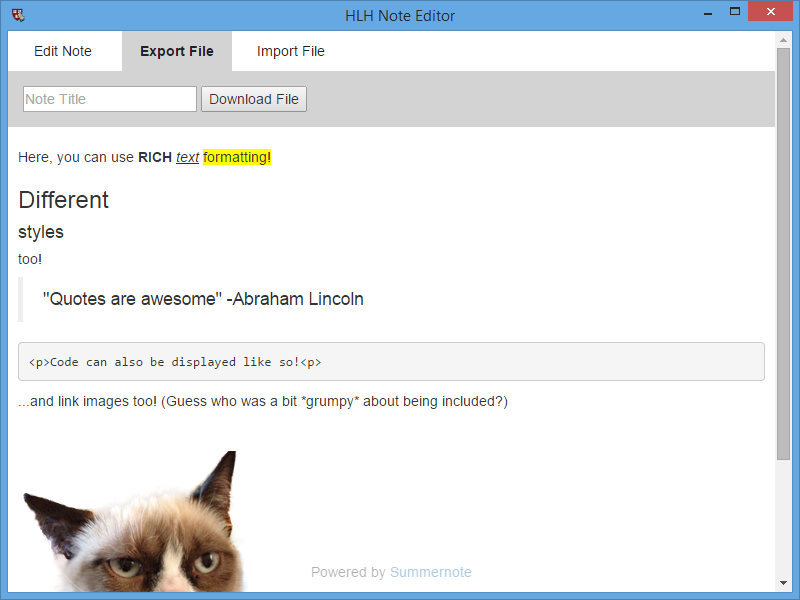 HLH Note Editor
Edit Note Export File Import File
Note Title Download File
Here, you can use RICH text formatting!
Different
styles
too!
"Quotes are awesome" -Abraham Lincoln
<p>Code can also be displayed like so!<p>
...and link images too! (Guess who was a bit *grumpy* about being included?)
Powered by Summernote